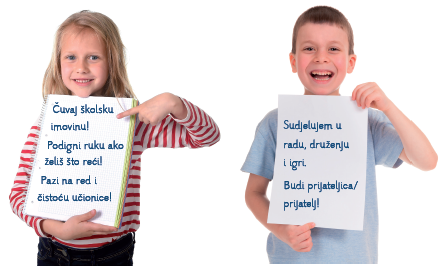 Čuvaj školsku
imovinu!
Podigni ruku ako
želiš što reći!
Pazi na red i
čistoću učionice!
Sudjelujem u
radu, druženju
i igri.
Budi prijateljica/
prijatelj!